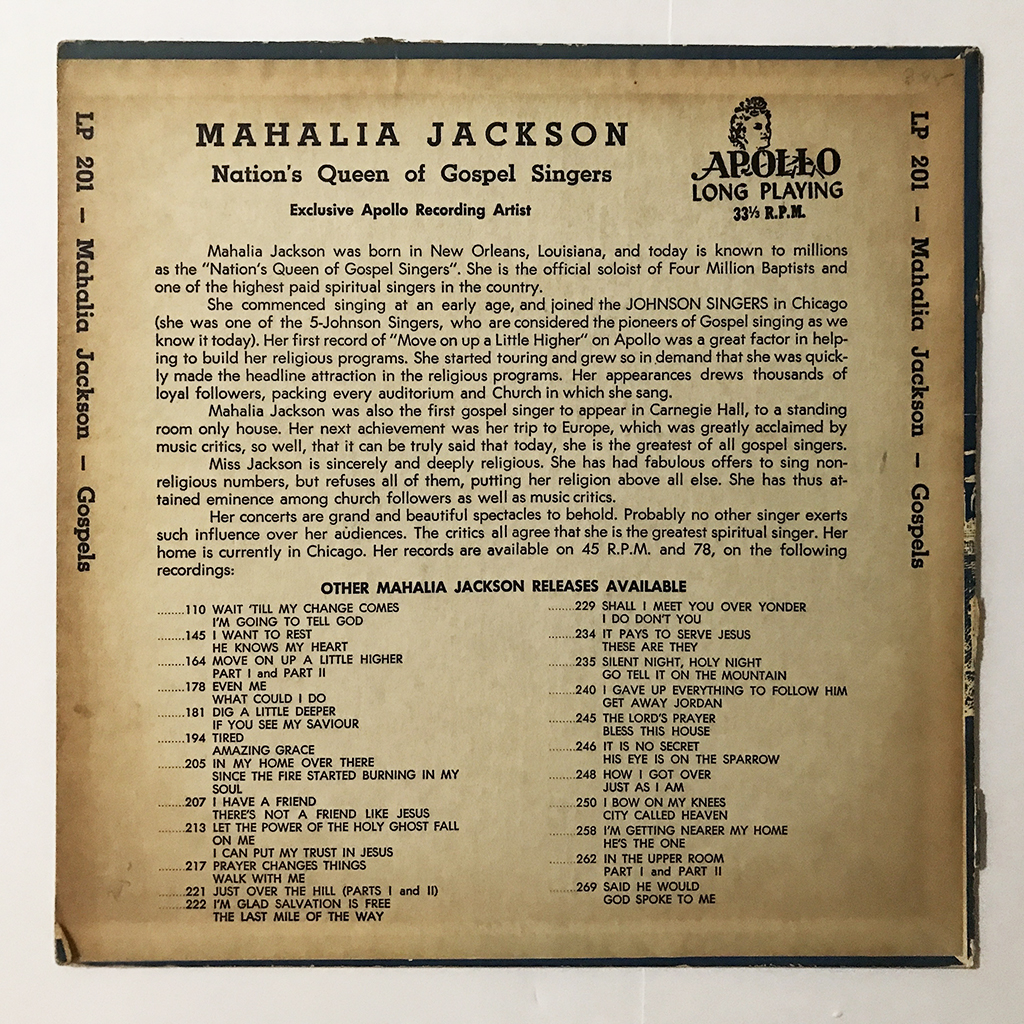 MAHALIA JACKSON
Nation's Queen of Gospel Singers
Exclusive Apollo Recording Artist
APOLLO
LONG PLAYING
33⅓ R.P.M.
LP 201 — Mahalia Jackson — Gospels
LP 201 — Mahalia Jackson — Gospels
Mahalia Jackson was born in New Orleans, Louisiana, and today is known to millions
as the "Nation's Queen of Gospel Singers". She is the official soloist of Four Million Baptists and
one of the highest paid spiritual singers in the country.
She commenced singing at an early age, and joined the JOHNSON SINGERS in Chicago
(she was one of the 5-Johnson Singers, who are considered the pioneers of Gospel singing as we
know it today). Her first record of "Move on up a Little Higher" on Apollo was a great factor in help-
ing to build her religious programs. She started touring and grew so in demand that she was quick-
ly made the headline attraction in the religious programs. Her appearances drews thousands of
loyal followers, packing every auditorium and Church in which she sang.
Mahalia Jackson was also the first gospel singer to appear in Carnegie Hall, to a standing
room only house. Her next achievement was her trip to Europe, which was greatly acclaimed by
music critics, so well, that it can be truly said that today, she is the greatest of all gospel singers.
Miss Jackson is sincerely and deeply religious. She has had fabulous offers to sing non-
religious numbers, but refuses all of them, putting her religion above all else. She has thus at-
tained eminence among church followers as well as music critics.
Her concerts are grand and beautiful spectacles to behold. Probably no other singer exerts
such influence over her audiences. The critics all agree that she is the greatest spiritual singer. Her
home is currently in Chicago. Her records are available on 45 R.P.M. and 78, on the following
recordings:
OTHER MAHALIA JACKSON RELEASES AVAILABLE
........110 WAIT 'TILL MY CHANGE COMES
I'M GOING TO TELL GOD
........145 I WANT TO REST
HE KNOWS MY HEART
........164 MOVE ON UP A LITTLE HIGHER
PART I and PART II
........178 EVEN ME
WHAT COULD I DO
........181 DIG A LITTLE DEEPER
IF YOU SEE MY SAVIOUR
........194 TIRED
AMAZING GRACE
........205 IN MY HOME OVER THERE
SINCE THE FIRE STARTED BURNING IN MY
SOUL
........207 I HAVE A FRIEND
THERE'S NOT A FRIEND LIKE JESUS
........213 LET THE POWER OF THE HOLY GHOST FALL
ON ME
I CAN PUT MY TRUST IN JESUS
........217 PRAYER CHANGES THINGS
WALK WITH ME
........221 JUST OVER THE HILL (PARTS I and II)
........222 I'M GLAD SALVATION IS FREE
THE LAST MILE OF THE WAY
........229 SHALL I MEET YOU OVER YONDER
I DO DON'T YOU
........234 IT PAYS TO SERVE JESUS
THESE ARE THEY
........235 SILENT NIGHT, HOLY NIGHT
GO TELL IT ON THE MOUNTAIN
........240 I GAVE UP EVERYTHING TO FOLLOW HIM
GET AWAY JORDAN
........245 THE LORD'S PRAYER
BLESS THIS HOUSE
........246 IT IS NO SECRET
HIS EYE IS ON THE SPARROW
........248 HOW I GOT OVER
JUST AS I AM
........250 I BOW ON MY KNEES
CITY CALLED HEAVEN
........258 I'M GETTING NEARER MY HOME
HE'S THE ONE
........262 IN THE UPPER ROOM
PART I and PART II
........269 SAID HE WOULD
GOD SPOKE TO ME